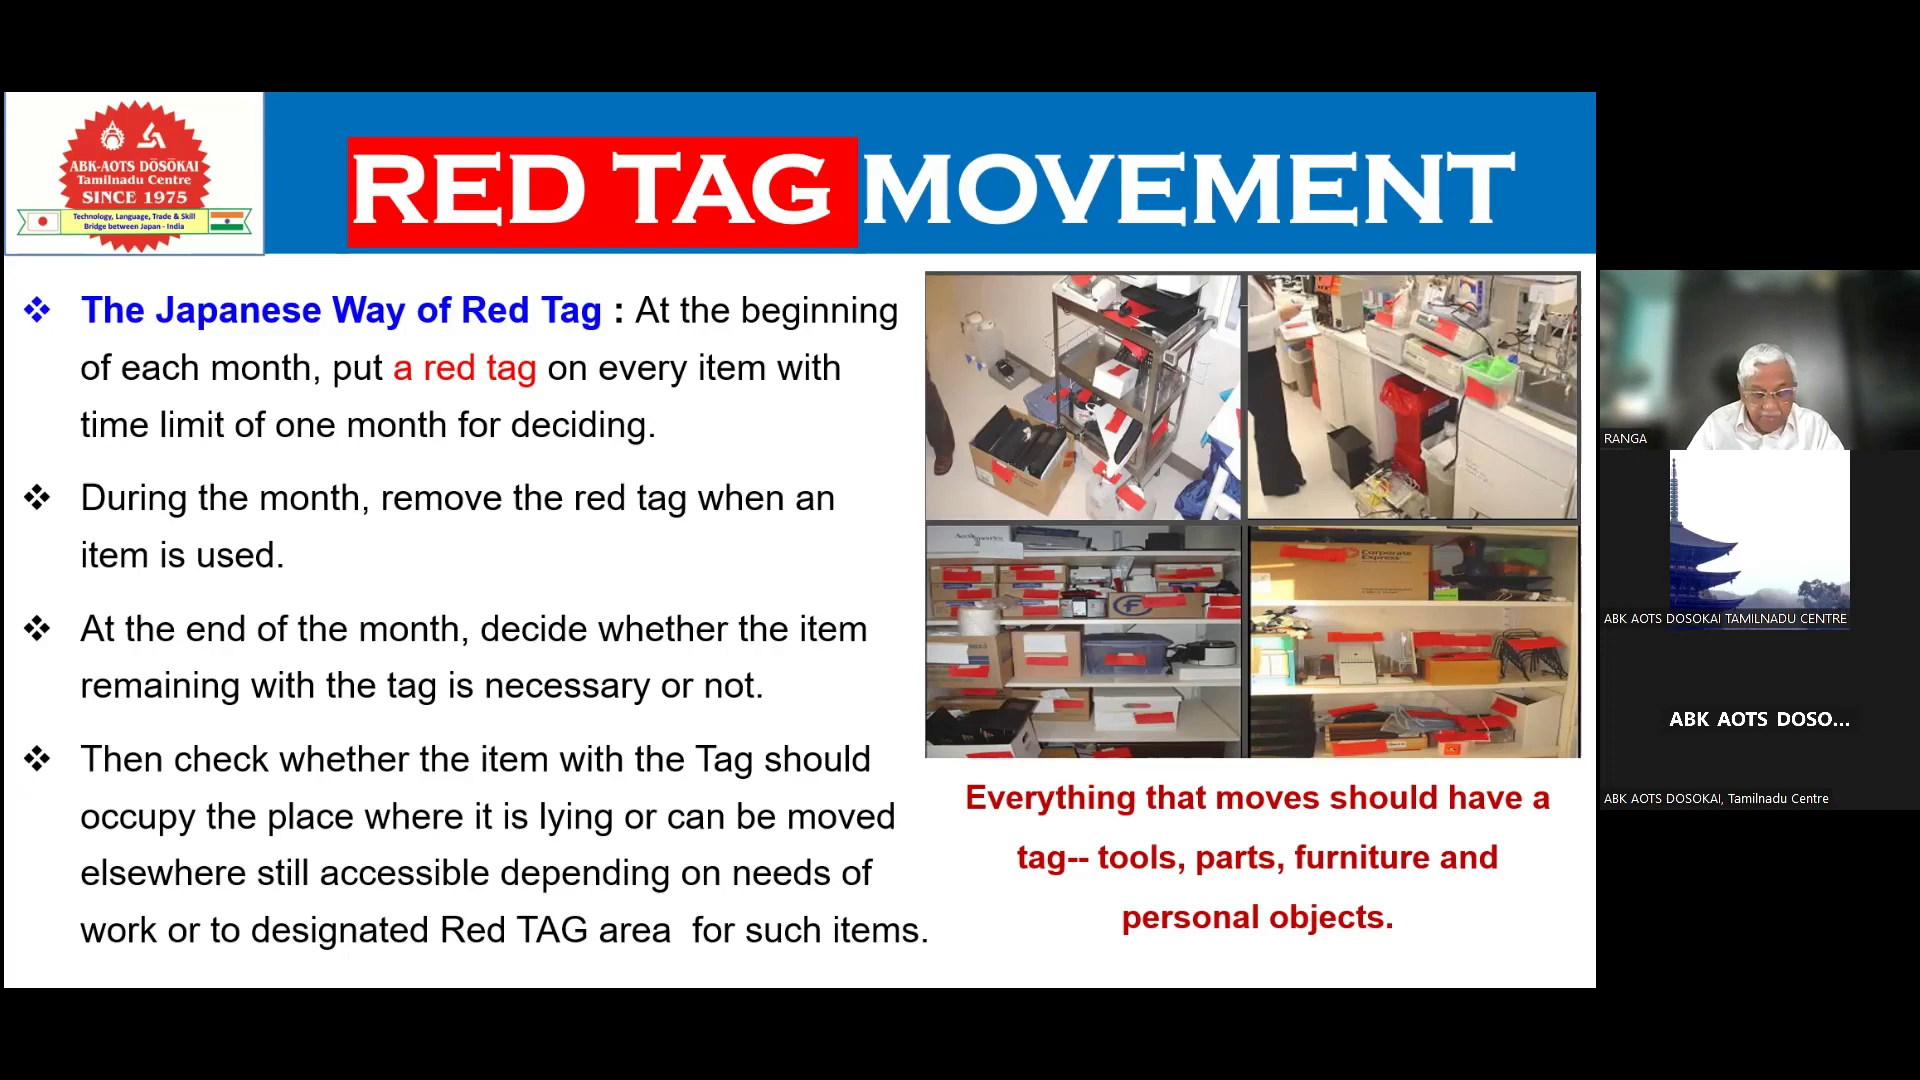 ABK-AOTS DŌSŌKAI
Tamilnadu Centre
SINCE 1975
Technology, Language, Trade & Skill
Bridge between Japan - India
RED TAG MOVEMENT
❖ The Japanese Way of Red Tag : At the beginning
of each month, put a red tag on every item with
time limit of one month for deciding.
❖ During the month, remove the red tag when an
item is used.
❖ At the end of the month, decide whether the item
remaining with the tag is necessary or not.
❖ Then check whether the item with the Tag should
occupy the place where it is lying or can be moved
elsewhere still accessible depending on needs of
work or to designated Red TAG area for such items.
Corporate
Express
Everything that moves should have a
tag-- tools, parts, furniture and
personal objects.
RANGA
ABK AOTS DOSOKAI TAMILNADU CENTRE
ABK AOTS DOSO...
ABK AOTS DOSOKAI, Tamilnadu Centre